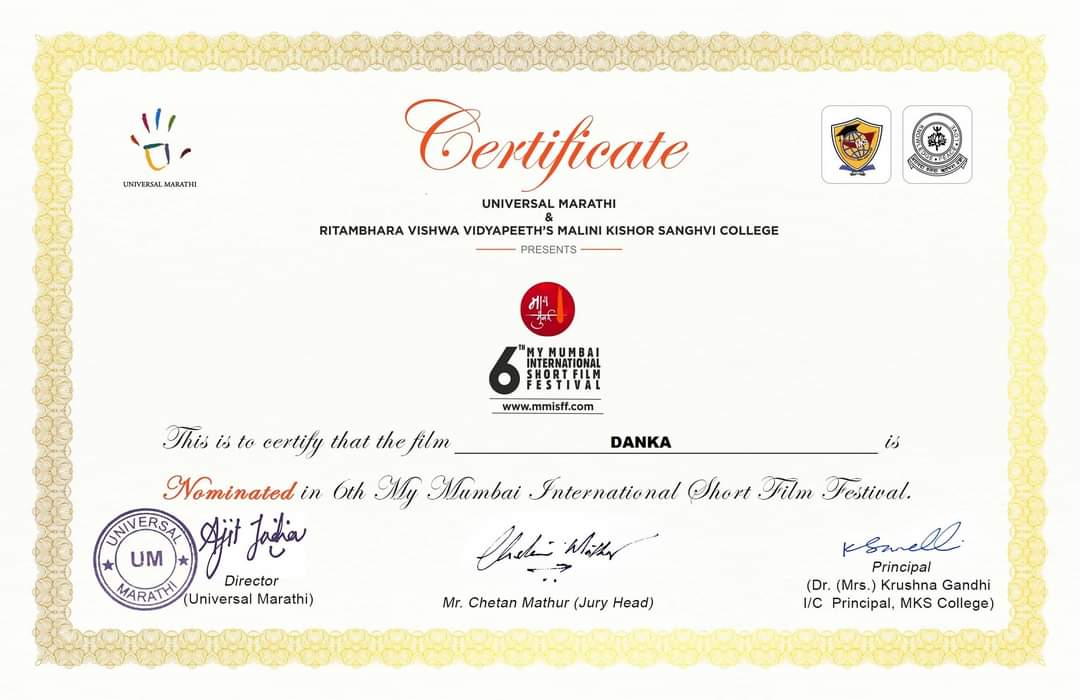 Certificate
UNIVERSAL MARATHI
UNIVERSAL MARATHI
&
RITAMBHARA VISHWA VIDYAPEETH'S MALINI KISHOR SANGHVI COLLEGE
PRESENTS
माय
मुंबई
6TH MY MUMBAI
INTERNATIONAL
SHORT FILM
FESTIVAL
www.mmisff.com
This is to certify that the film DANKA is
Nominated in 6th My Mumbai International Short Film Festival.
UNIVERSAL
UM
MARATHI
Director
(Universal Marathi)
Mr. Chetan Mathur (Jury Head)
Principal
(Dr. (Mrs.) Krushna Gandhi
I/C Principal, MKS College)